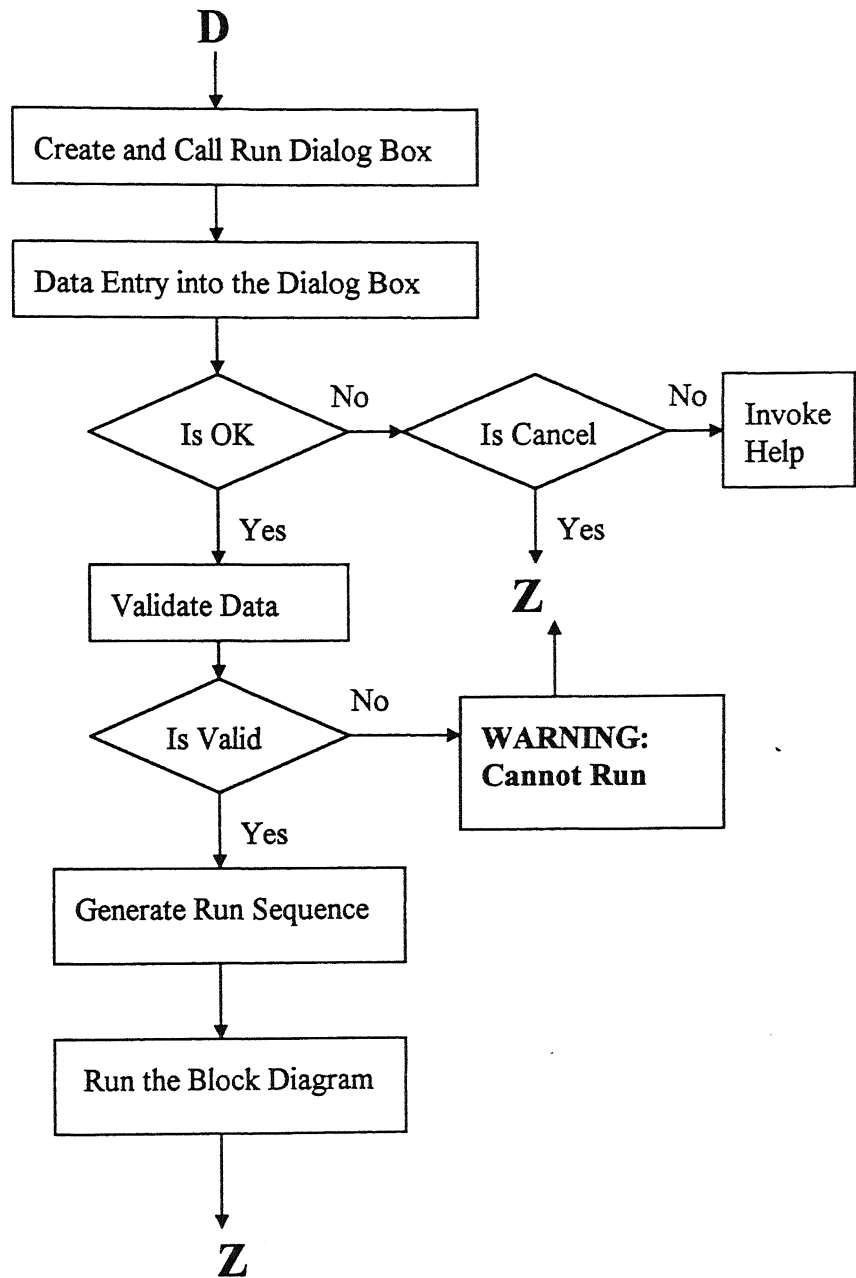 D
Create and Call Run Dialog Box
Data Entry into the Dialog Box
Is OK
No
Is Cancel
No
Invoke
Help
Yes
Yes
Validate Data
Z
Is Valid
No
WARNING:
Cannot Run
Yes
Generate Run Sequence
Run the Block Diagram
Z